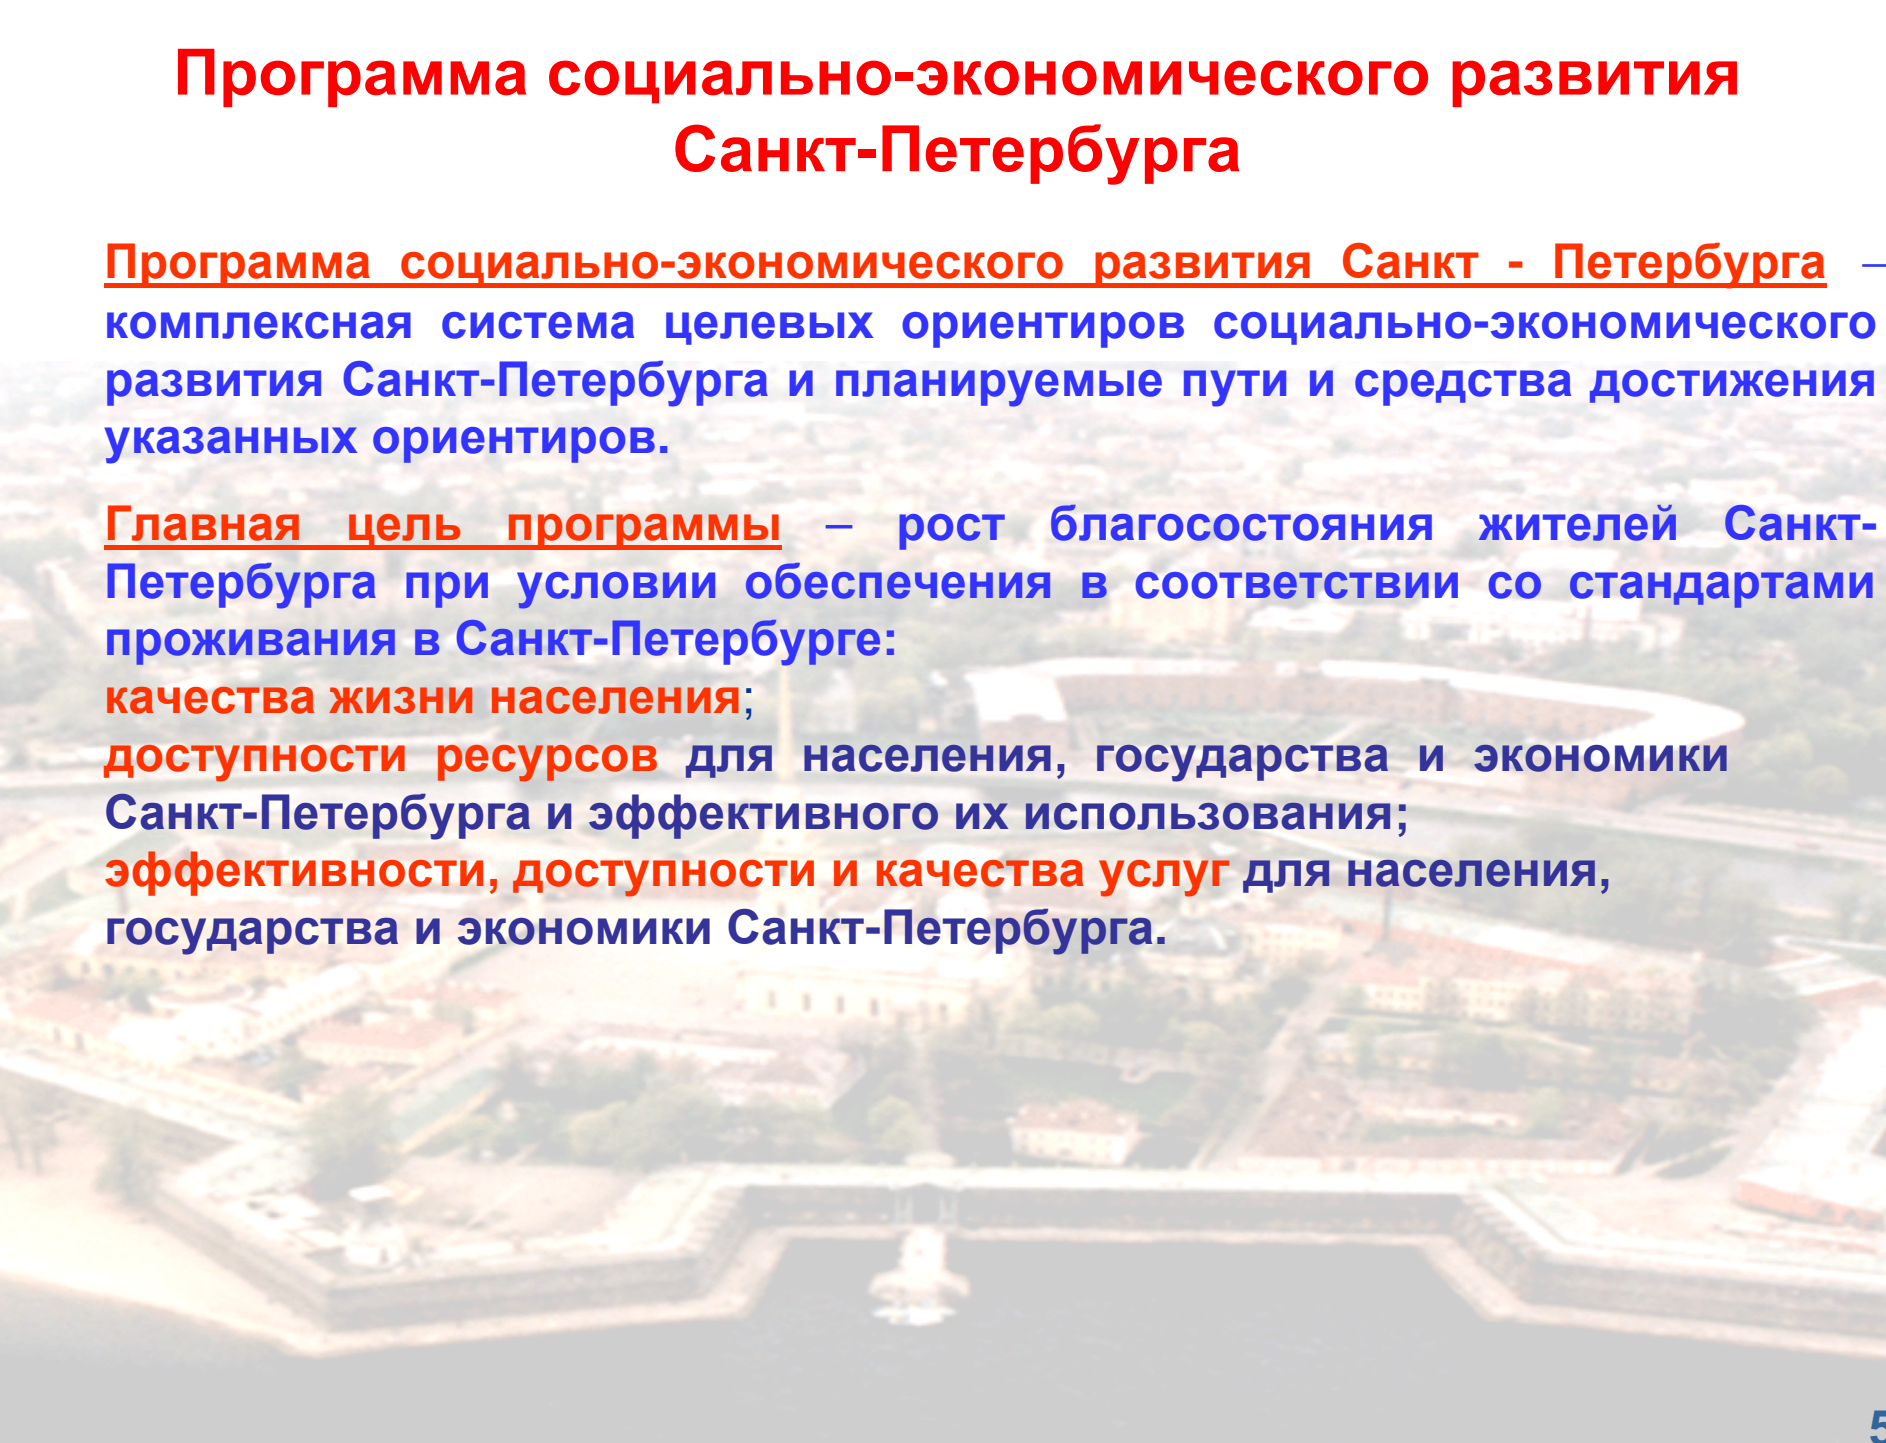 Программа социально-экономического развития
Санкт-Петербурга
Программа социально-экономического развития Санкт - Петербурга –
комплексная система целевых ориентиров социально-экономического
развития Санкт-Петербурга и планируемые пути и средства достижения
указанных ориентиров.
Главная цель программы – рост благосостояния жителей Санкт-
Петербурга при условии обеспечения в соответствии со стандартами
проживания в Санкт-Петербурге:
качества жизни населения;
доступности ресурсов для населения, государства и экономики
Санкт-Петербурга и эффективного их использования;
эффективности, доступности и качества услуг для населения,
государства и экономики Санкт-Петербурга.
5